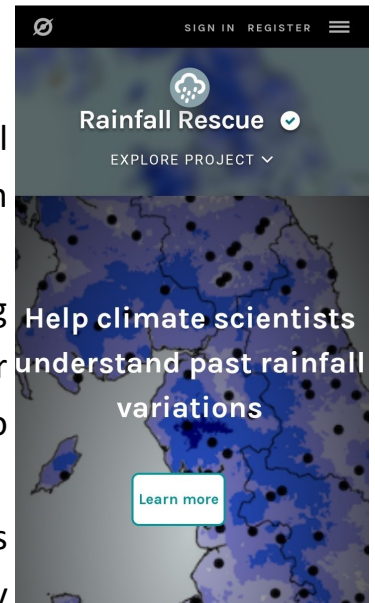 SIGN IN REGISTER
Rainfall Rescue
EXPLORE PROJECT
Help climate scientists
understand past rainfall
variations
Learn more